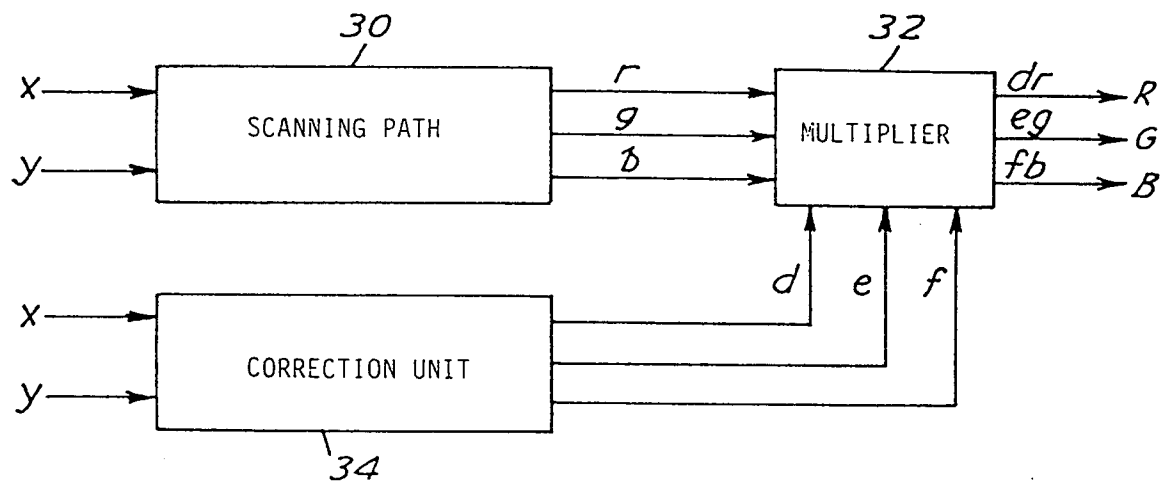 30
32
x
y
SCANNING PATH
r
g
b
MULTIPLIER
dr
eg
fb
R
G
B
x
y
CORRECTION UNIT
d
e
f
34